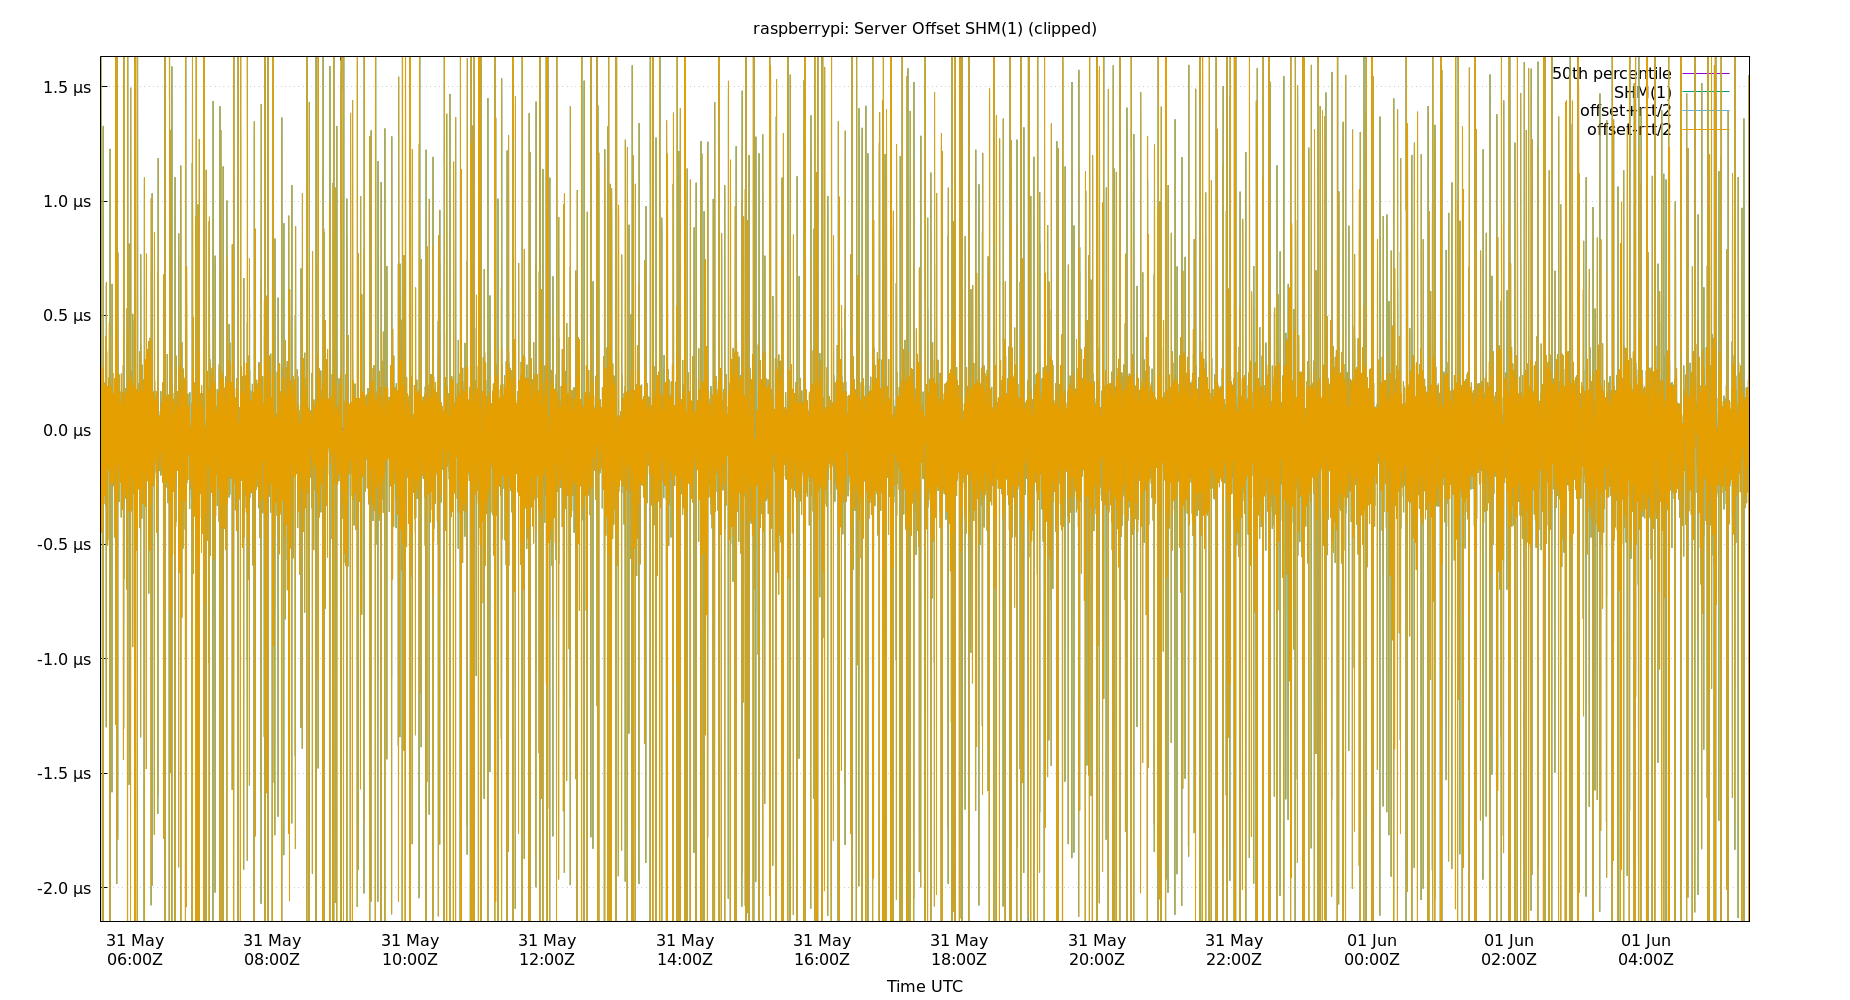 raspberrypi: Server Offset SHM(1) (clipped)
1.5 µs
1.0 µs
0.5 µs
0.0 µs
-0.5 µs
-1.0 µs
-1.5 µs
-2.0 µs
50th percentile
SHM(1)
offset+rtt/2
offset-rtt/2
31 May 31 May 31 May 31 May 31 May 31 May 31 May 31 May 31 May 01 Jun 01 Jun 01 Jun
06:00Z 08:00Z 10:00Z 12:00Z 14:00Z 16:00Z 18:00Z 20:00Z 22:00Z 00:00Z 02:00Z 04:00Z
Time UTC